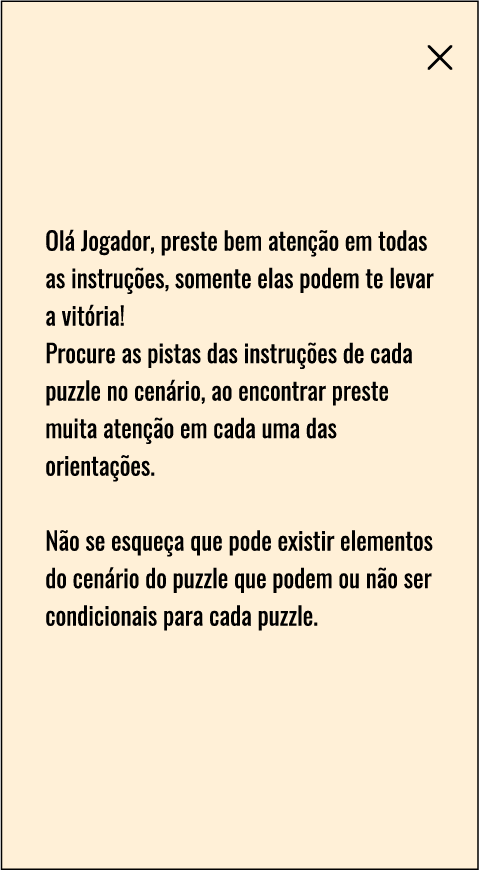 Olá Jogador, preste bem atenção em todas
as instruções, somente elas podem te levar
a vitória!
Procure as pistas das instruções de cada
puzzle no cenário, ao encontrar preste
muita atenção em cada uma das
orientações.
Não se esqueça que pode existir elementos
do cenário do puzzle que podem ou não ser
condicionais para cada puzzle.